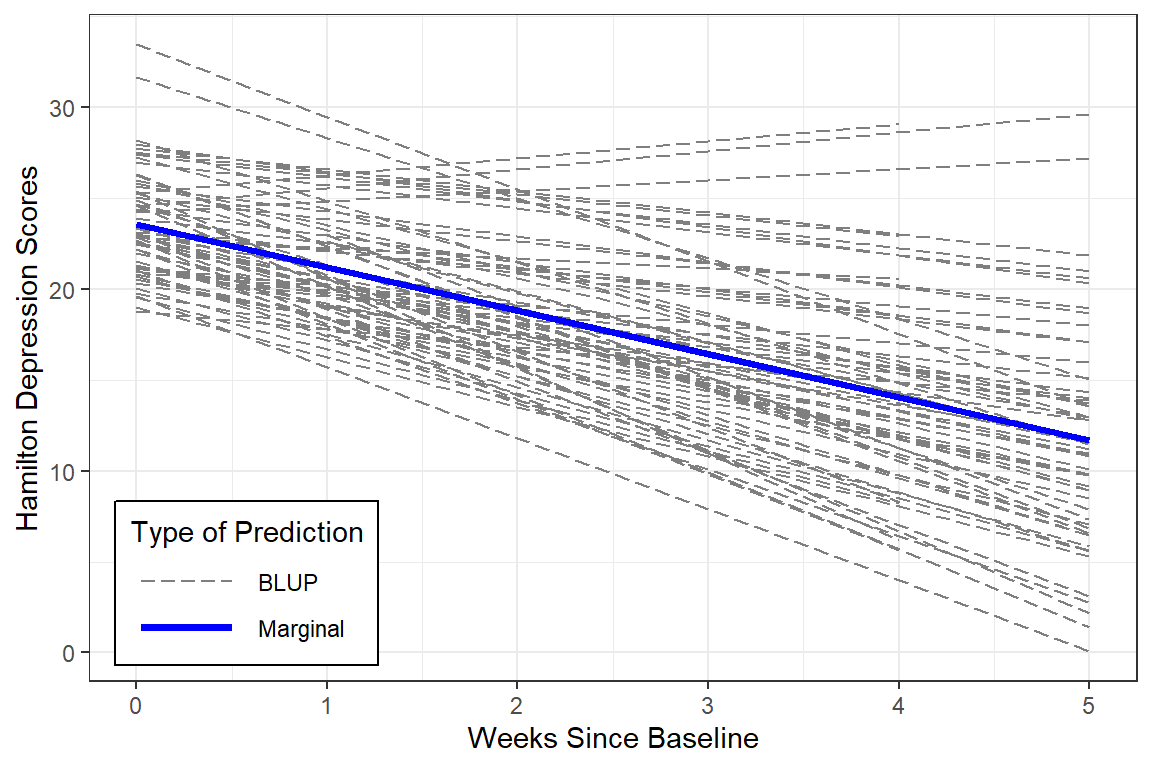 Hamilton Depression Scores
30
20
10
0
Type of Prediction
BLUP
Marginal
0 1 2 3 4 5
Weeks Since Baseline